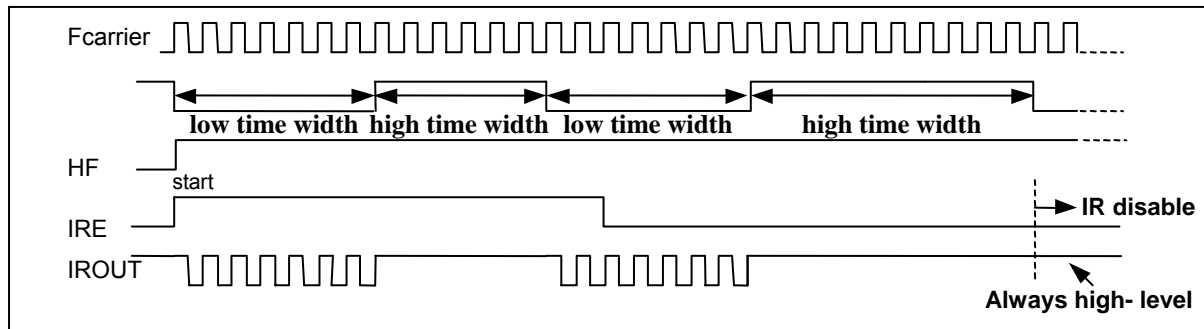 Fcarrier
low time width high time width low time width high time width
HF
start
IRE
IR disable
IROUT
Always high- level